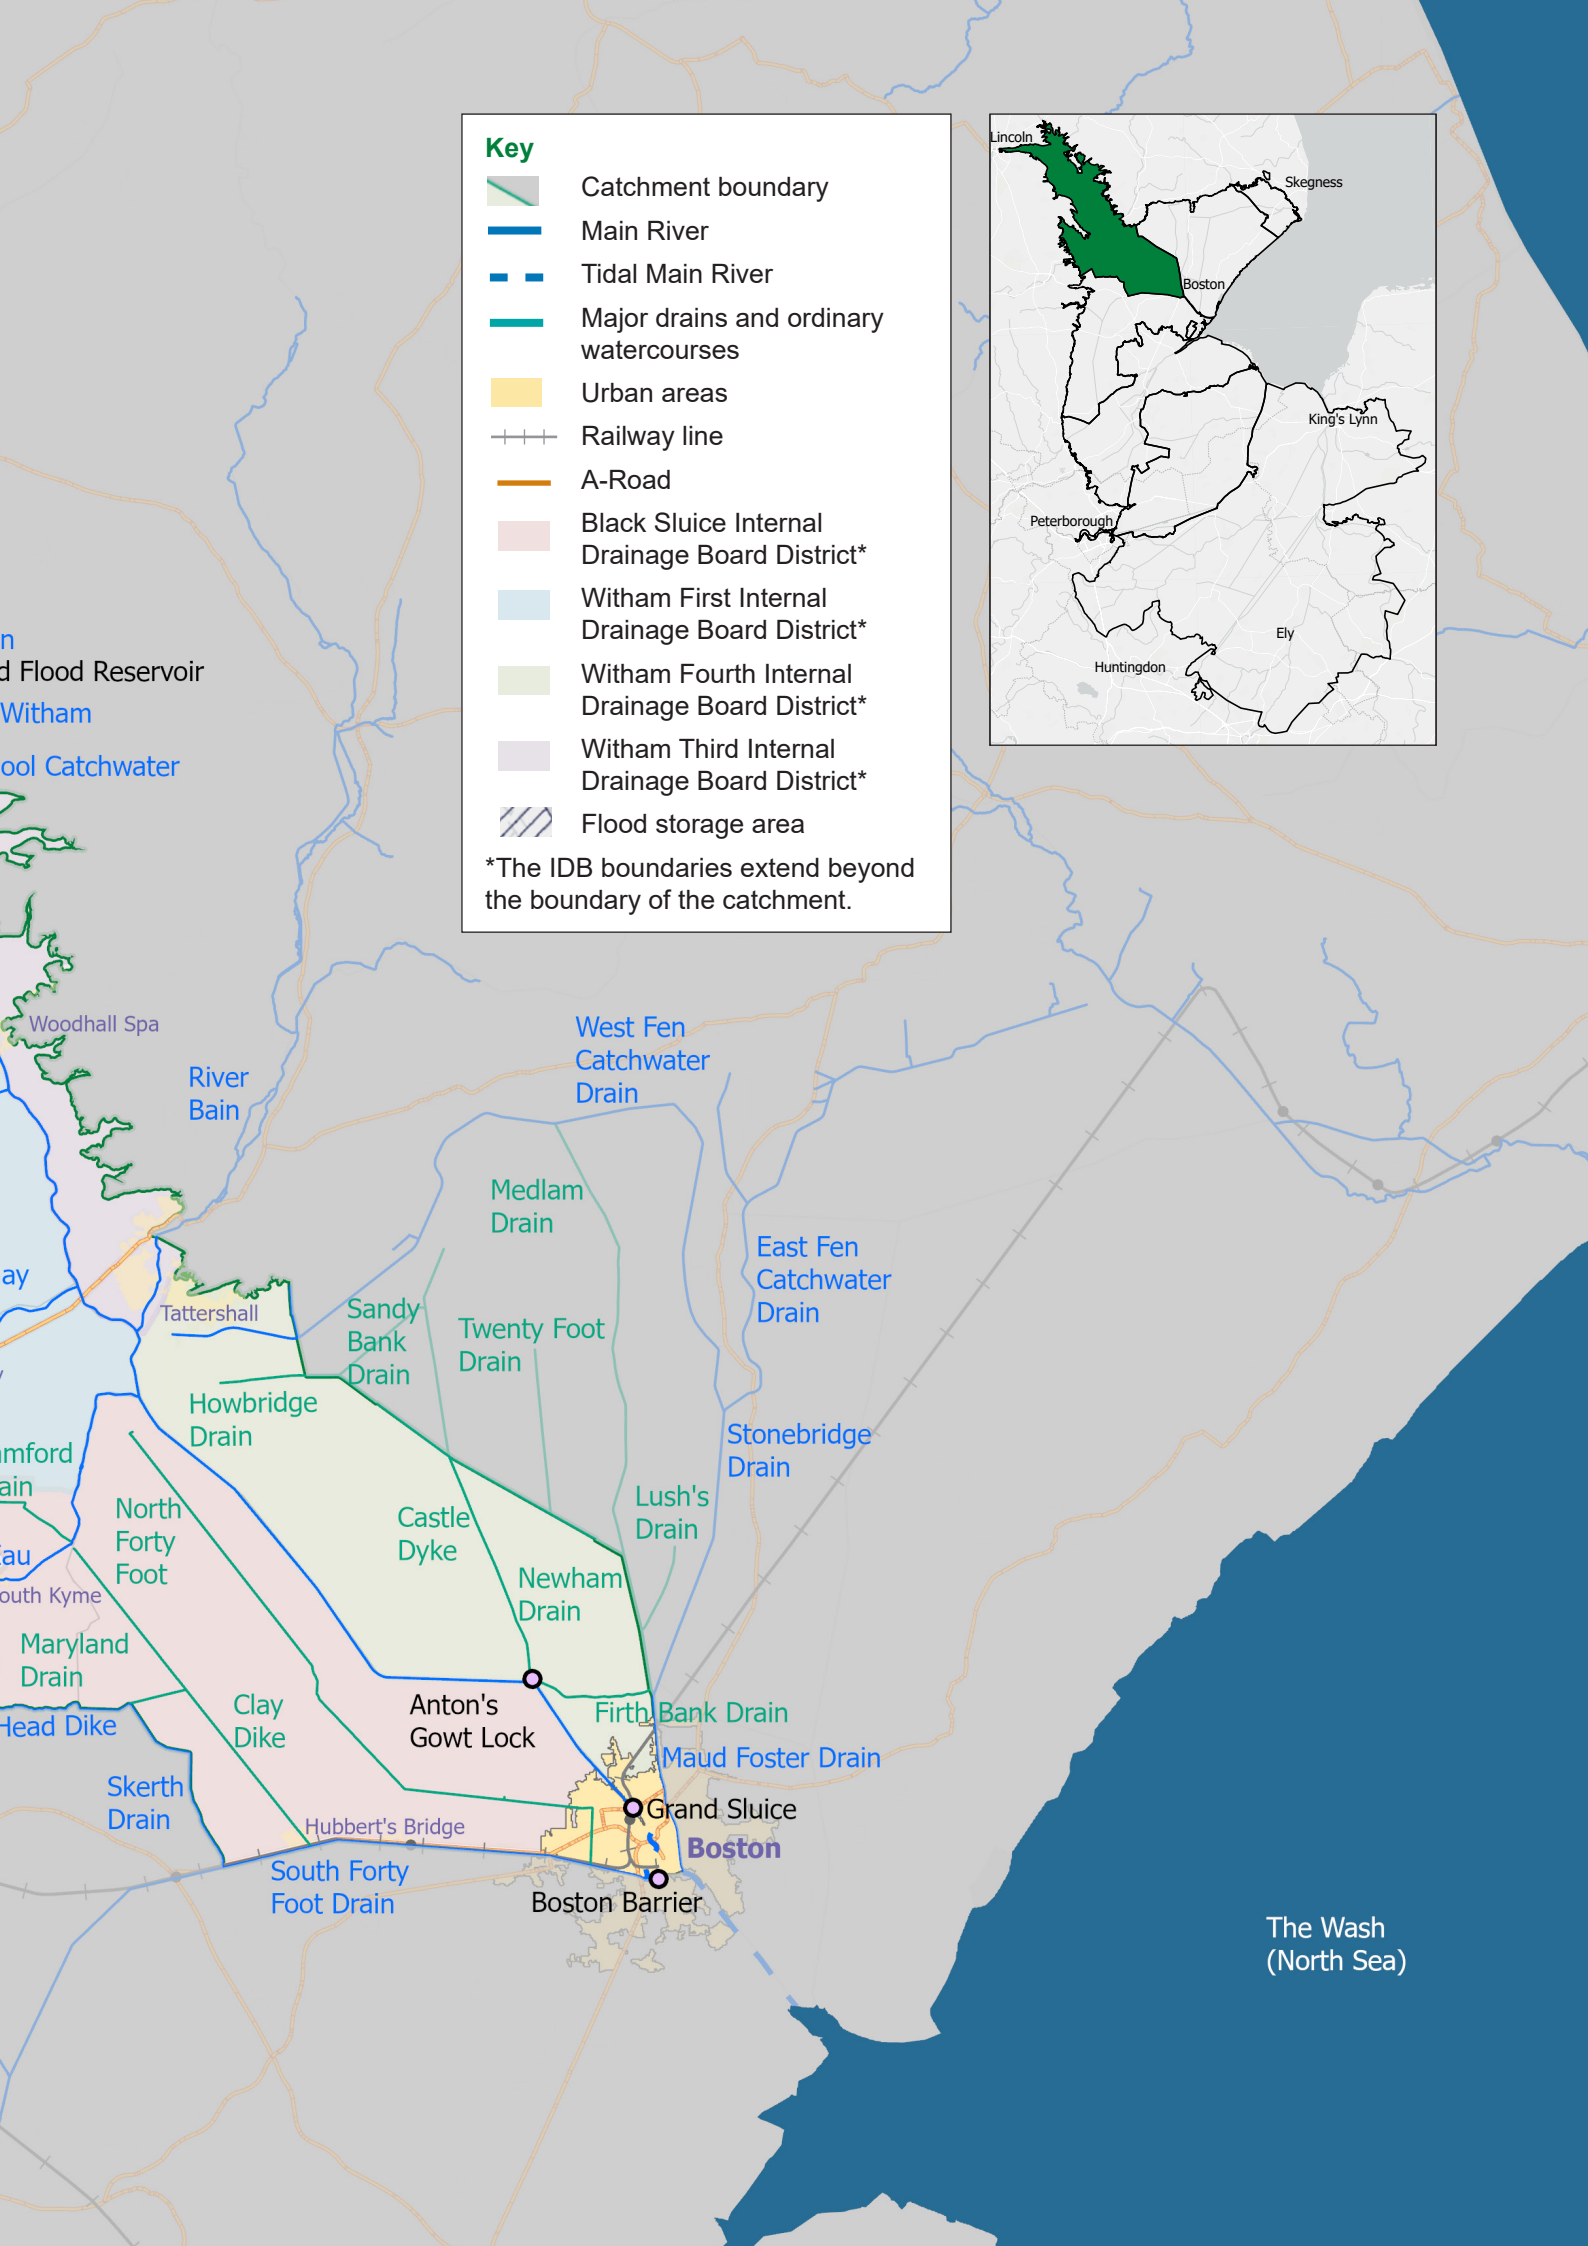 Key
Catchment boundary
Main River
Tidal Main River
Major drains and ordinary
watercourses
Urban areas
Railway line
A-Road
Black Sluice Internal
Drainage Board District*
Witham First Internal
Drainage Board District*
Witham Fourth Internal
Drainage Board District*
Witham Third Internal
Drainage Board District*
Flood storage area
*The IDB boundaries extend beyond
the boundary of the catchment.
Lincoln
Skegness
Boston
King's Lynn
Peterborough
Ely
Huntingdon
n
d Flood Reservoir
Witham
ool Catchwater
Woodhall Spa
River
Bain
West Fen
Catchwater
Drain
Medlam
Drain
East Fen
Catchwater
Drain
ay
Tattershall
Sandy
Bank
Drain
Twenty Foot
Drain
Howbridge
Drain
Stonebridge
Drain
mford
ain
North
Forty
Foot
Castle
Dyke
Lush's
Drain
Eau
outh Kyme
Newham
Drain
Maryland
Drain
Head Dike
Clay
Dike
Anton's
Gowt Lock
Firth Bank Drain
Maud Foster Drain
Skerth
Drain
Hubbert's Bridge
Grand Sluice
Boston
South Forty
Foot Drain
Boston Barrier
The Wash
(North Sea)